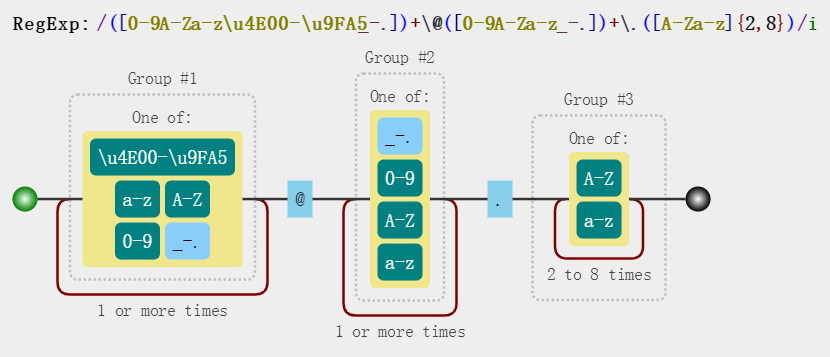 RegExp: /([0-9A-Za-z\u4E00-\u9FA5_-.])+\@([0-9A-Za-z_-.])+\.([A-Za-z]{2,8})/i
Group #1
One of:
\u4E00-\u9FA5
a-z A-Z
0-9 _-.
1 or more times
@
Group #2
One of:
_-.
0-9
A-Z
a-z
1 or more times
.
Group #3
One of:
A-Z
a-z
2 to 8 times